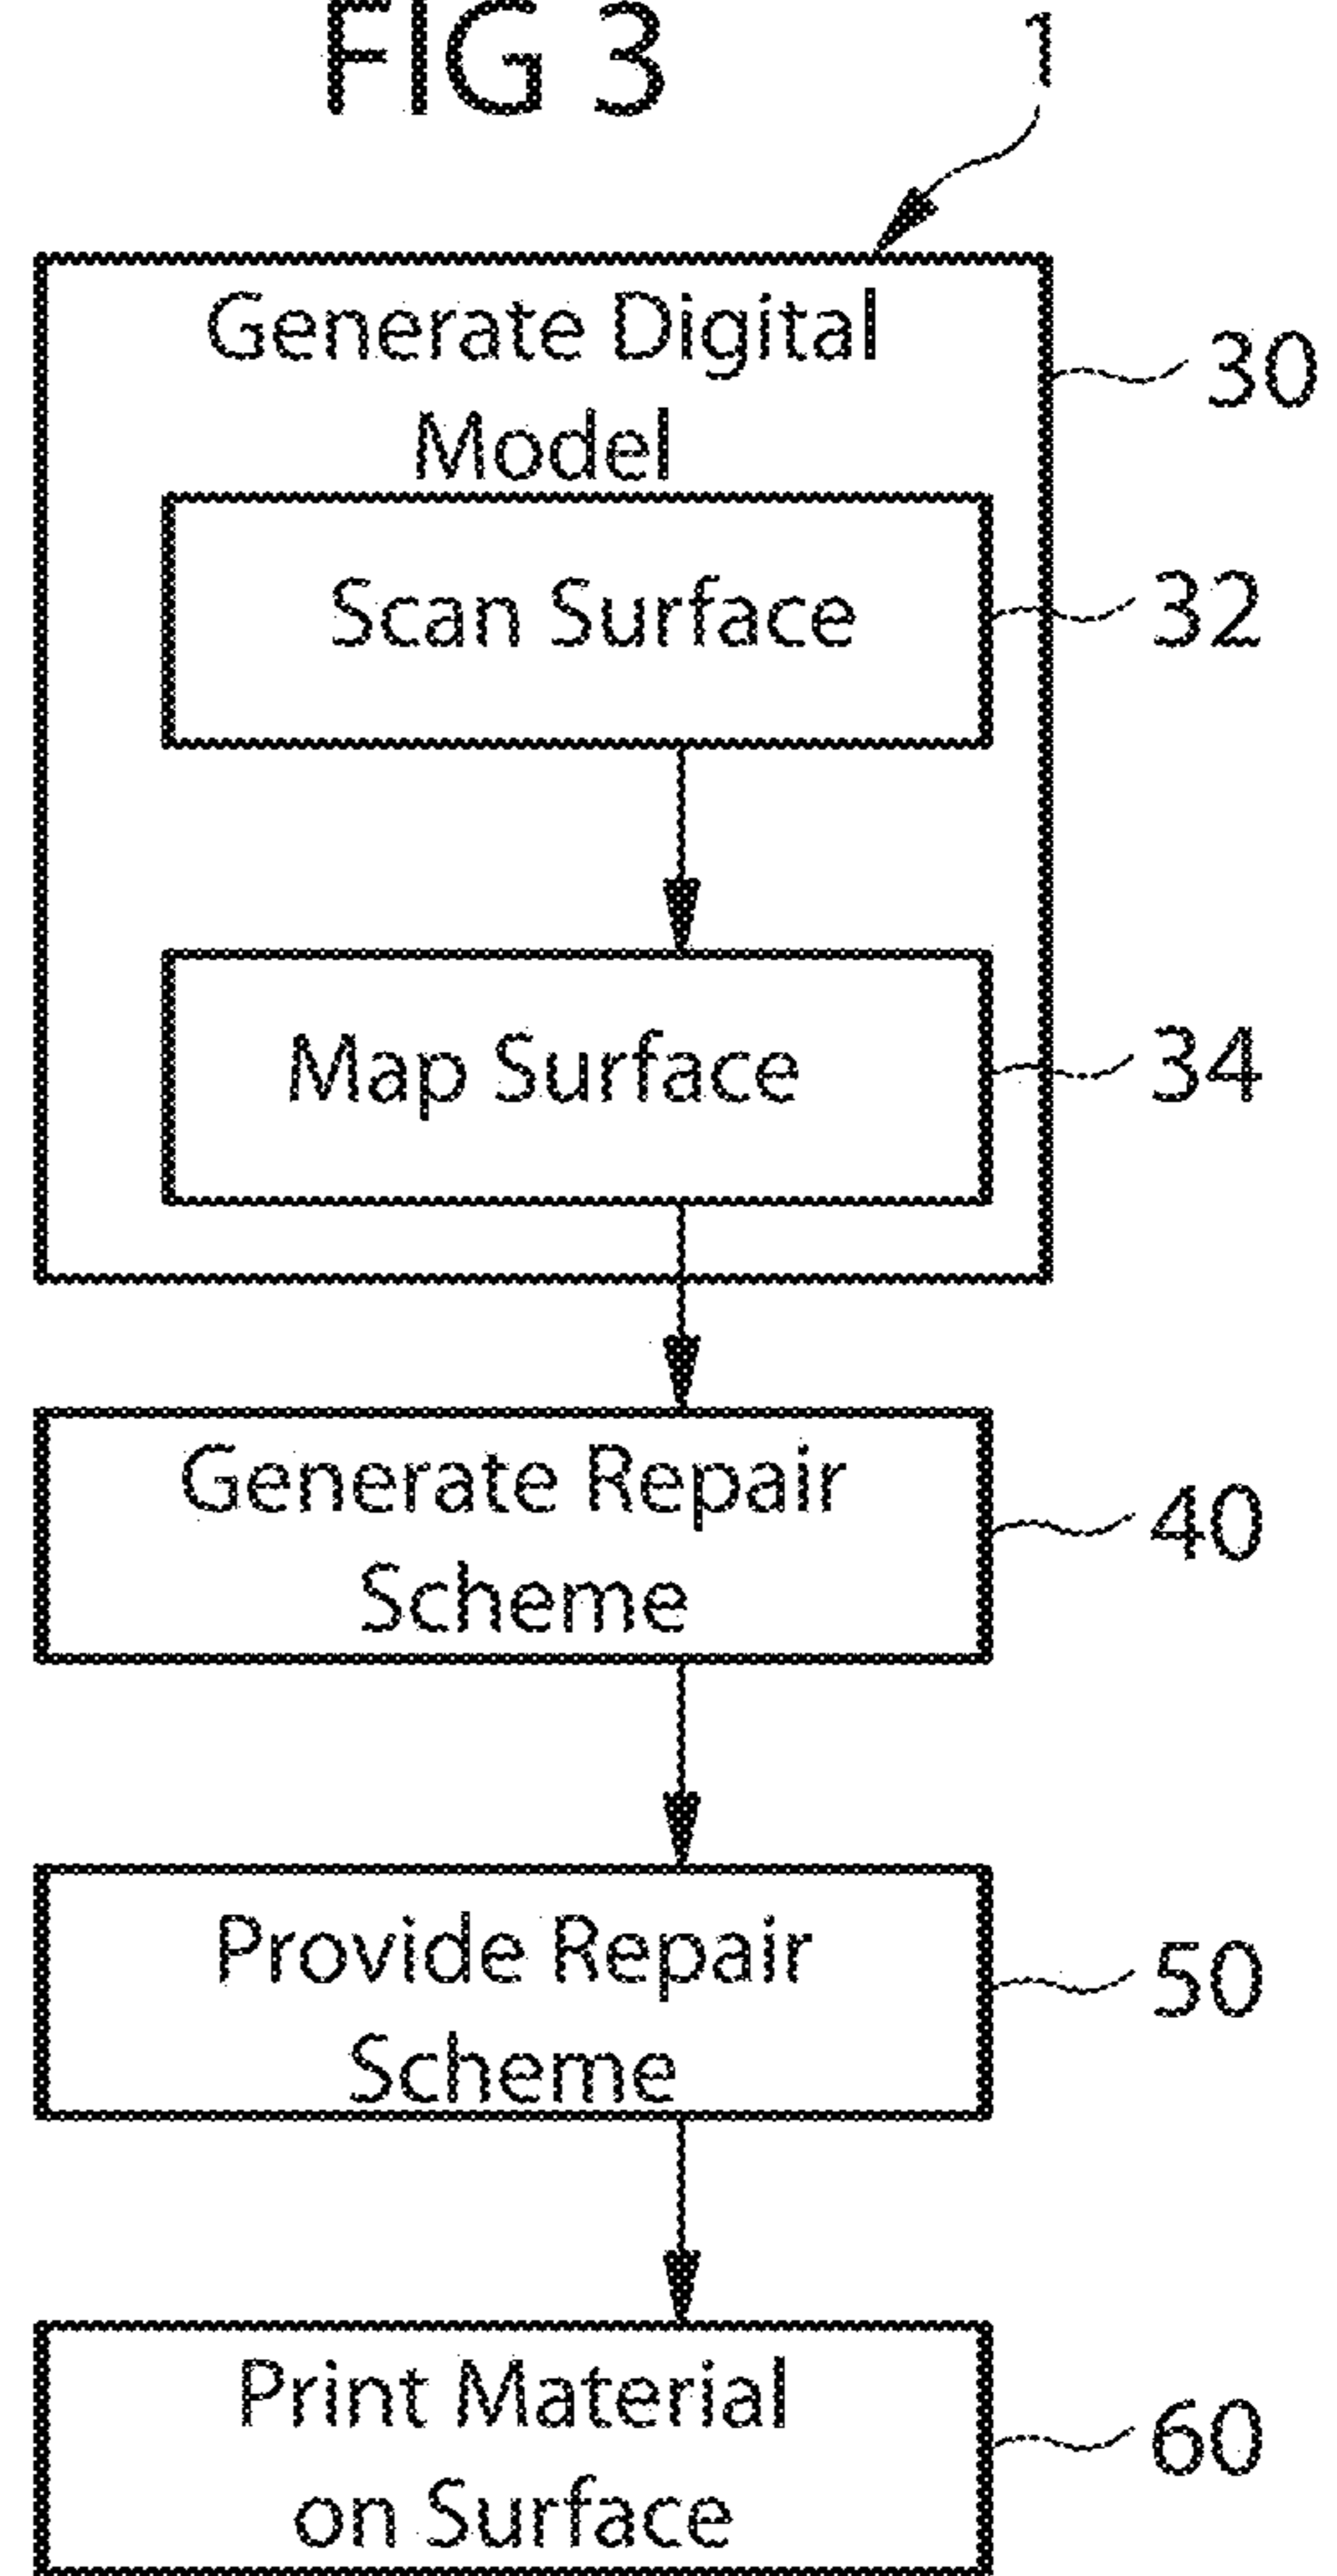 FIG 3
1
Generate Digital
Model
30
Scan Surface
32
Map Surface
34
Generate Repair
Scheme
40
Provide Repair
Scheme
50
Print Material
on Surface
60